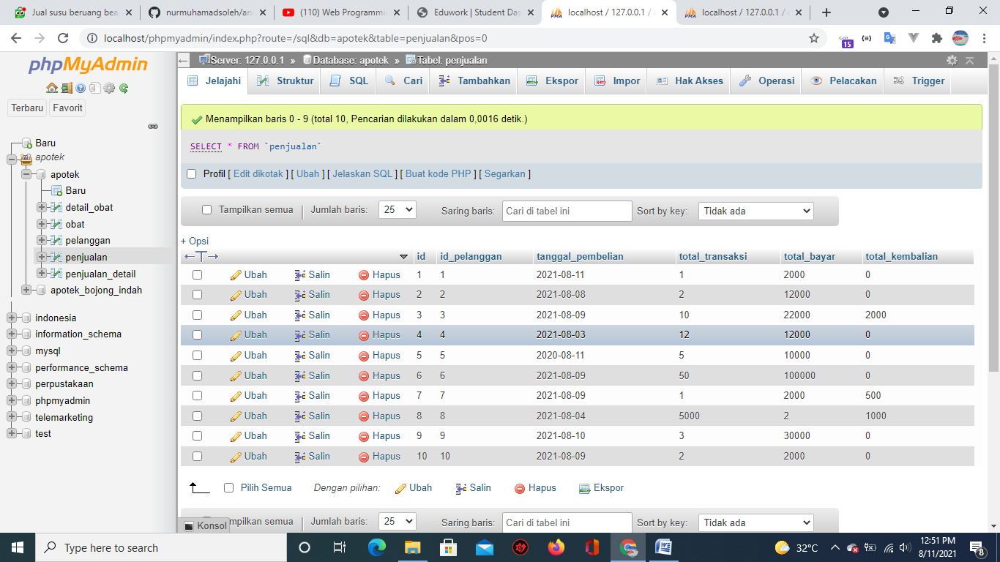 Jual susu beruang bea
nurmuhamadsoleh/an
(110) Web Programmi
Eduwork | Student Das
localhost / 127.0.0.1 /
localhost / 127.0.0.1 /
localhost/phpmyadmin/index.php?route=/sql&db=apotek&table=penjualan&pos=0
15
phpMyAdmin
Terbaru Favorit
Baru
apotek
apotek
Baru
detail_obat
obat
pelanggan
penjualan
penjualan_detail
apotek_bojong_indah
indonesia
information_schema
mysql
performance_schema
perpustakaan
phpmyadmin
telemarketing
test
Server: 127.0.0.1 » Database: apotek » Tabel: penjualan
Jelajahi Struktur SQL Cari Tambahkan Ekspor Impor Hak Akses Operasi Pelacakan Trigger
Menampilkan baris 0 - 9 (total 10, Pencarian dilakukan dalam 0,0016 detik.)
SELECT * FROM `penjualan`
Profil [ Edit dikotak ] [ Ubah ] [ Jelaskan SQL ] [ Buat kode PHP ] [ Segarkan ]
Tampilkan semua | Jumlah baris: 25 Saring baris: Cari di tabel ini Sort by key: Tidak ada
+ Opsi
←T→ id id_pelanggan tanggal_pembelian total_transaksi total_bayar total_kembalian
Ubah Salin Hapus 1 1 2021-08-11 1 2000 0
Ubah Salin Hapus 2 2 2021-08-08 2 12000 0
Ubah Salin Hapus 3 3 2021-08-09 10 22000 2000
Ubah Salin Hapus 4 4 2021-08-03 12 12000 0
Ubah Salin Hapus 5 5 2020-08-11 5 10000 0
Ubah Salin Hapus 6 6 2021-08-09 50 100000 0
Ubah Salin Hapus 7 7 2021-08-09 1 2000 500
Ubah Salin Hapus 8 8 2021-08-04 5000 2 1000
Ubah Salin Hapus 9 9 2021-08-10 3 30000 0
Ubah Salin Hapus 10 10 2021-08-09 2 2000 0
Pilih Semua Dengan pilihan: Ubah Salin Hapus Ekspor
Konsol
mpilkan semua | Jumlah baris: 25 Saring baris: Cari di tabel ini Sort by key: Tidak ada
Type here to search
32°C
12:51 PM
8/11/2021
8